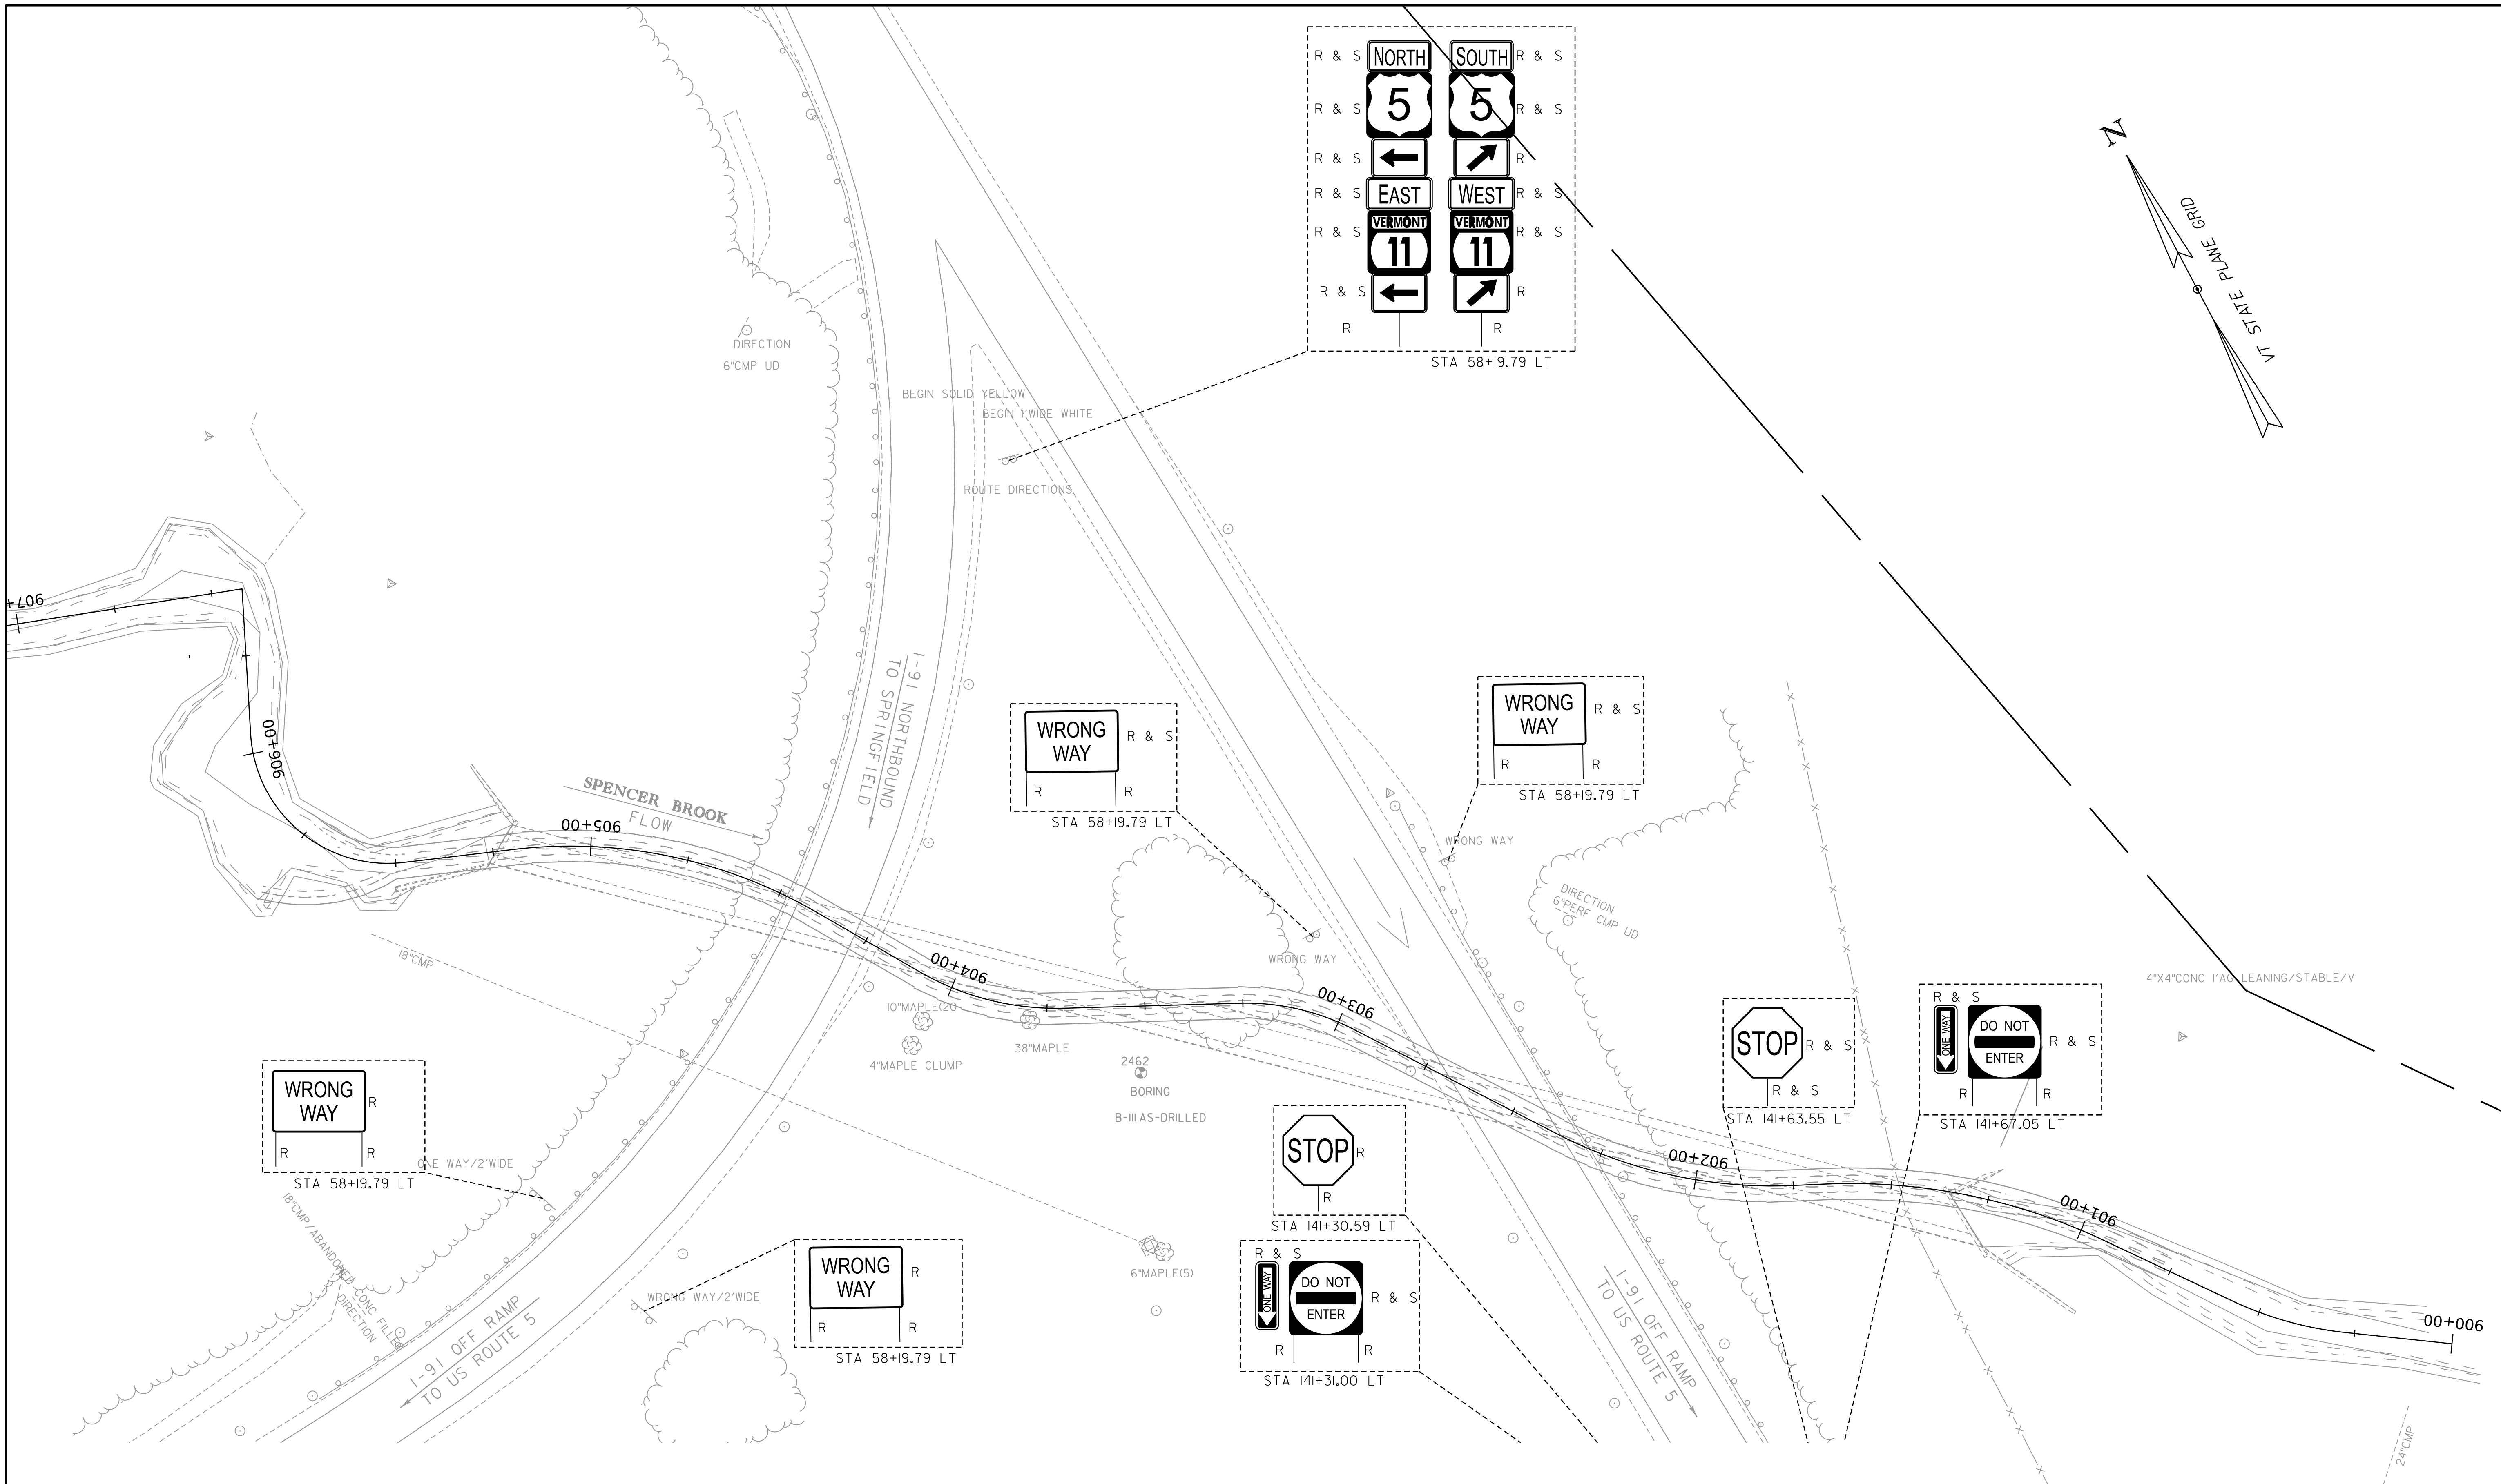 R & S NORTH SOUTH R & S
R & S 5 5 R & S
R & S R
R & S EAST WEST R & S
R & S VERMONT VERMONT R & S
11 11
R & S R
R R
STA 58+19.79 LT
N
VT STATE PLANE GRID
DIRECTION
6"CMP UD
BEGIN SOLID YELLOW
BEGIN 1'WIDE WHITE
ROUTE DIRECTIONS
907+
906+00
SPENCER BROOK
FLOW
905+00
I-91 NORTHBOUND
TO SPRINGFIELD
WRONG
WAY
R & S
R R
STA 58+19.79 LT
WRONG
WAY
R & S
R R
STA 58+19.79 LT
WRONG WAY
WRONG WAY
DIRECTION
6"PERF CMP UD
18"CMP
904+00
903+00
10"MAPLE(20
4"MAPLE CLUMP
38"MAPLE
2462
BORING
B-111 AS-DRILLED
4"X4"CONC 1'AG LEANING/STABLE/V
STOP
R & S
R & S
STA 141+63.55 LT
R & S
ONE WAY
DO NOT
ENTER
R & S
R R
STA 141+67.05 LT
WRONG
WAY
R
R R
STA 58+19.79 LT
ONE WAY/2'WIDE
18"CMP/ABANDONED
CONC FILLED
DIRECTION
STOP
R
R
STA 141+30.59 LT
902+00
901+00
900+00
WRONG
WAY
R
R R
STA 58+19.79 LT
WRONG WAY/2'WIDE
6"MAPLE(5)
R & S
ONE WAY
DO NOT
ENTER
R & S
R R
STA 141+31.00 LT
I-91 OFF RAMP
TO US ROUTE 5
I-91 OFF RAMP
TO US ROUTE 5
24"CMP